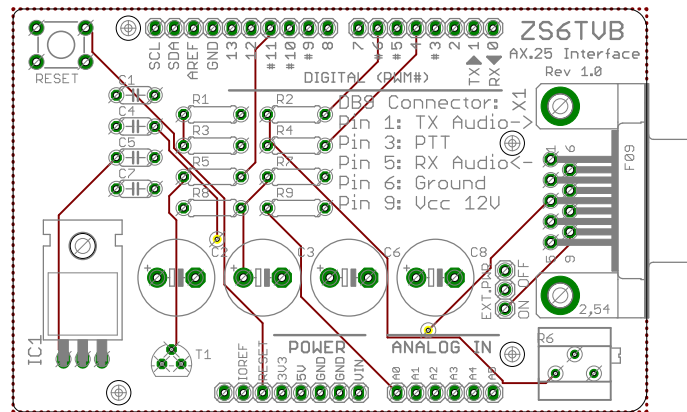 ZS6TVB
AX.25 Interface
Rev 1.0
RESET
SCL
SDA
AREF
GND
13
12
#11
#10
#9
8
7
#6
#5
4
#3
2
TX▲1
RX▼0
DIGITAL (PWM#)
DB9 Connector:
Pin 1: TX Audio->
Pin 3: PTT
Pin 5: RX Audio<-
Pin 6: Ground
Pin 9: Vcc 12V
X1
F09
1
6
5
9
2,54
C1
C4
C5
C7
R1
R2
R3
R4
R5
R7
R8
R9
C2
C3
C6
C8
EXT.PWR
ON OFF
IC1
T1
R6
POWER
ANALOG IN
IOREF
RESET
3V3
5V
GND
GND
VIN
A0
A1
A2
A3
A4
A5